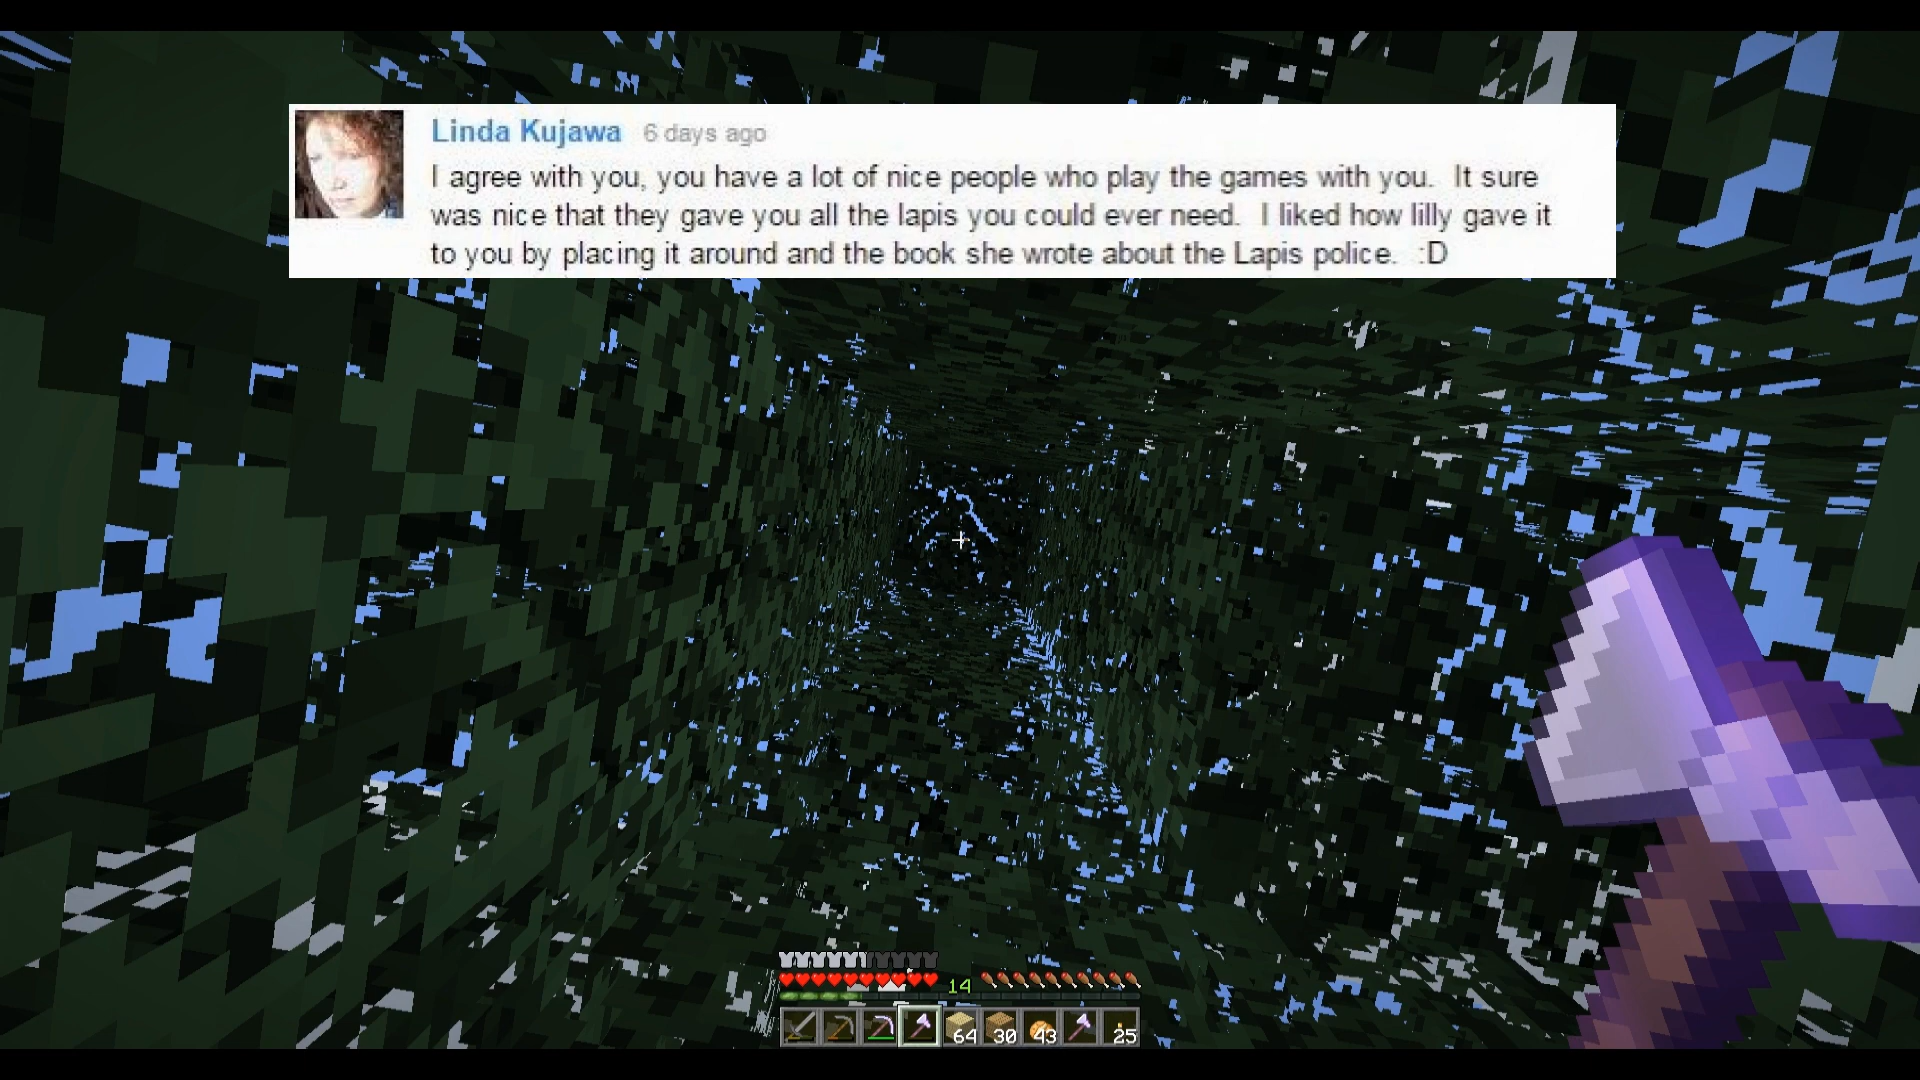 Linda Kujawa 6 days ago
I agree with you, you have a lot of nice people who play the games with you. It sure
was nice that they gave you all the lapis you could ever need. I liked how lilly gave it
to you by placing it around and the book she wrote about the Lapis police. :D
14
64 30 43 25